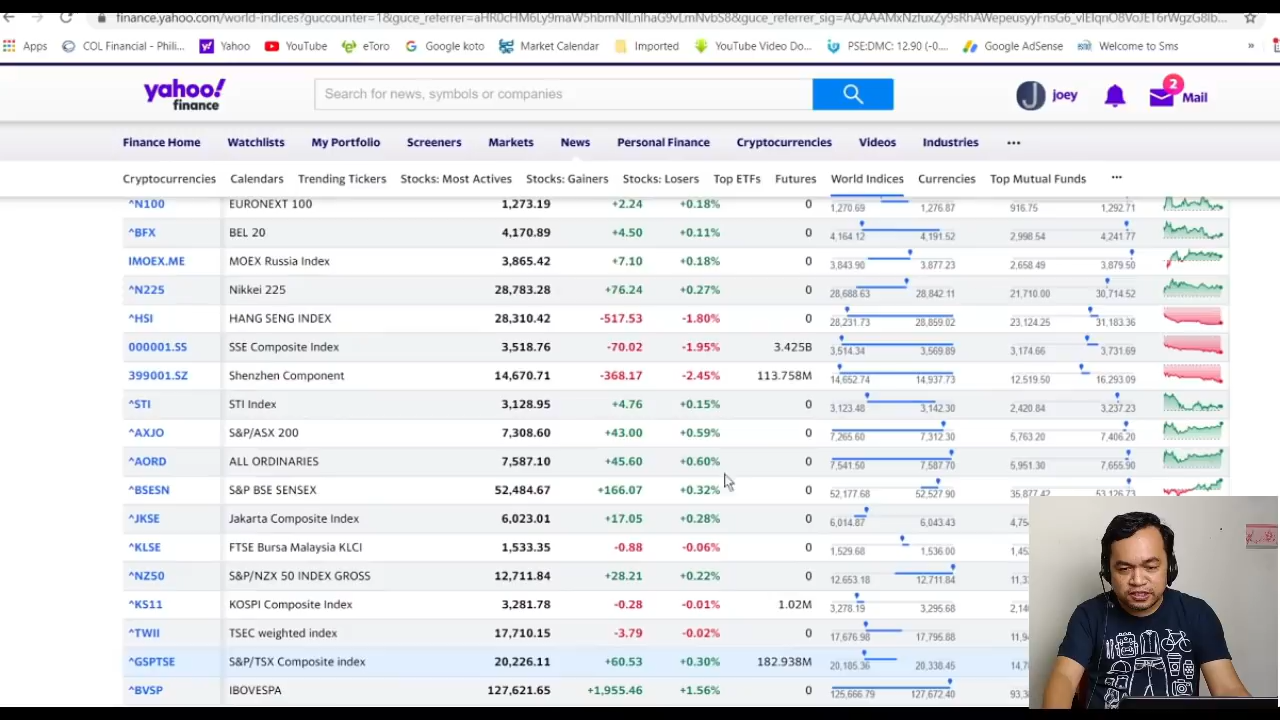 finance.yahoo.com/world-indices?guccounter=1&guce_referrer=
Apps COL Financial - Phili... Yahoo YouTube eToro Google koto Market Calendar Imported YouTube Video Do... PSE:DMC: 12.90 (-0.... Google AdSense Welcome to Sms »
yahoo!
finance
Search for news, symbols or companies
J joey 2 Mail
Finance Home Watchlists My Portfolio Screeners Markets News Personal Finance Cryptocurrencies Videos Industries ...
Cryptocurrencies Calendars Trending Tickers Stocks: Most Actives Stocks: Gainers Stocks: Losers Top ETFs Futures World Indices Currencies Top Mutual Funds ...
^N100 EURONEXT 100 1,273.19 +2.24 +0.18% 0 1,270.69 1,276.87 916.75 1,292.71
^BFX BEL 20 4,170.89 +4.50 +0.11% 0 4,164.12 4,191.52 2,998.54 4,241.77
IMOEX.ME MOEX Russia Index 3,865.42 +7.10 +0.18% 0 3,843.90 3,877.23 2,658.49 3,879.50
^N225 Nikkei 225 28,783.28 +76.24 +0.27% 0 28,688.63 28,842.11 21,710.00 30,714.52
^HSI HANG SENG INDEX 28,310.42 -517.53 -1.80% 0 28,231.73 28,859.02 23,124.25 31,183.36
000001.SS SSE Composite Index 3,518.76 -70.02 -1.95% 3.425B 3,514.34 3,569.89 3,174.66 3,731.69
399001.SZ Shenzhen Component 14,670.71 -368.17 -2.45% 113.758M 14,652.74 14,937.73 12,519.50 16,293.09
^STI STI Index 3,128.95 +4.76 +0.15% 0 3,123.48 3,142.30 2,420.84 3,237.23
^AXJO S&P/ASX 200 7,308.60 +43.00 +0.59% 0 7,265.60 7,312.30 5,763.20 7,406.20
^AORD ALL ORDINARIES 7,587.10 +45.60 +0.60% 0 7,541.50 7,587.70 5,951.30 7,655.90
^BSESN S&P BSE SENSEX 52,484.67 +166.07 +0.32% 0 52,177.68 52,527.90 35,877.42 53,126.73
^JKSE Jakarta Composite Index 6,023.01 +17.05 +0.28% 0 6,014.87 6,043.43 4,75
^KLSE FTSE Bursa Malaysia KLCI 1,533.35 -0.88 -0.06% 0 1,529.68 1,536.00 1,45
^NZ50 S&P/NZX 50 INDEX GROSS 12,711.84 +28.21 +0.22% 0 12,653.18 12,711.84 11,3
^KS11 KOSPI Composite Index 3,281.78 -0.28 -0.01% 1.02M 3,278.19 3,295.68 2,14
^TWII TSEC weighted index 17,710.15 -3.79 -0.02% 0 17,676.98 17,795.88 11,9
^GSPTSE S&P/TSX Composite index 20,226.11 +60.53 +0.30% 182.938M 20,185.36 20,338.45 14,7
^BVSP IBOVESPA 127,621.65 +1,955.46 +1.56% 0 125,666.79 127,672.40 93,3